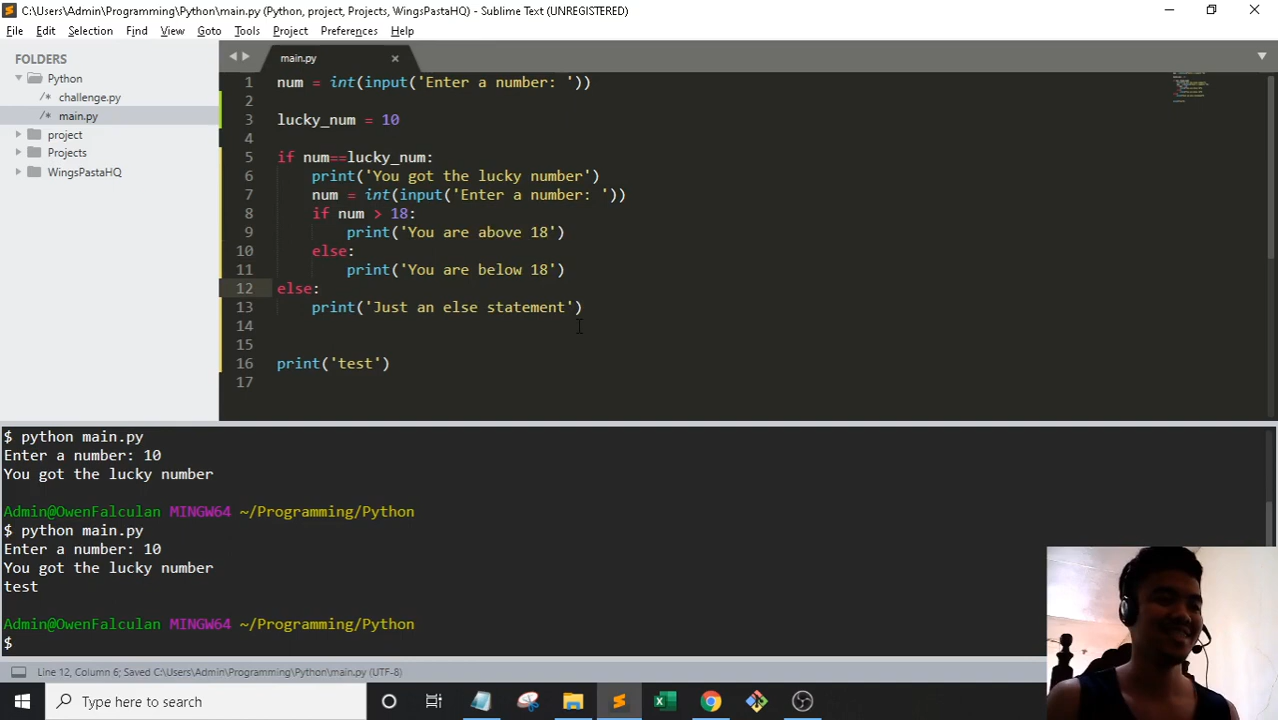 C:\Users\Admin\Programming\Python\main.py (Python, project, Projects, WingsPastaHQ) - Sublime Text (UNREGISTERED)
File Edit Selection Find View Goto Tools Project Preferences Help
FOLDERS
Python
/* challenge.py
/* main.py
project
Projects
WingsPastaHQ
main.py
1 num = int(input('Enter a number: '))
2
3 lucky_num = 10
4
5 if num==lucky_num:
6 print('You got the lucky number')
7 num = int(input('Enter a number: '))
8 if num > 18:
9 print('You are above 18')
10 else:
11 print('You are below 18')
12 else:
13 print('Just an else statement')
14
15
16 print('test')
17
$ python main.py
Enter a number: 10
You got the lucky number
Admin@OwenFalculan MINGW64 ~/Programming/Python
$ python main.py
Enter a number: 10
You got the lucky number
test
Admin@OwenFalculan MINGW64 ~/Programming/Python
$
Line 12, Column 6; Saved C:\Users\Admin\Programming\Python\main.py (UTF-8)
Type here to search